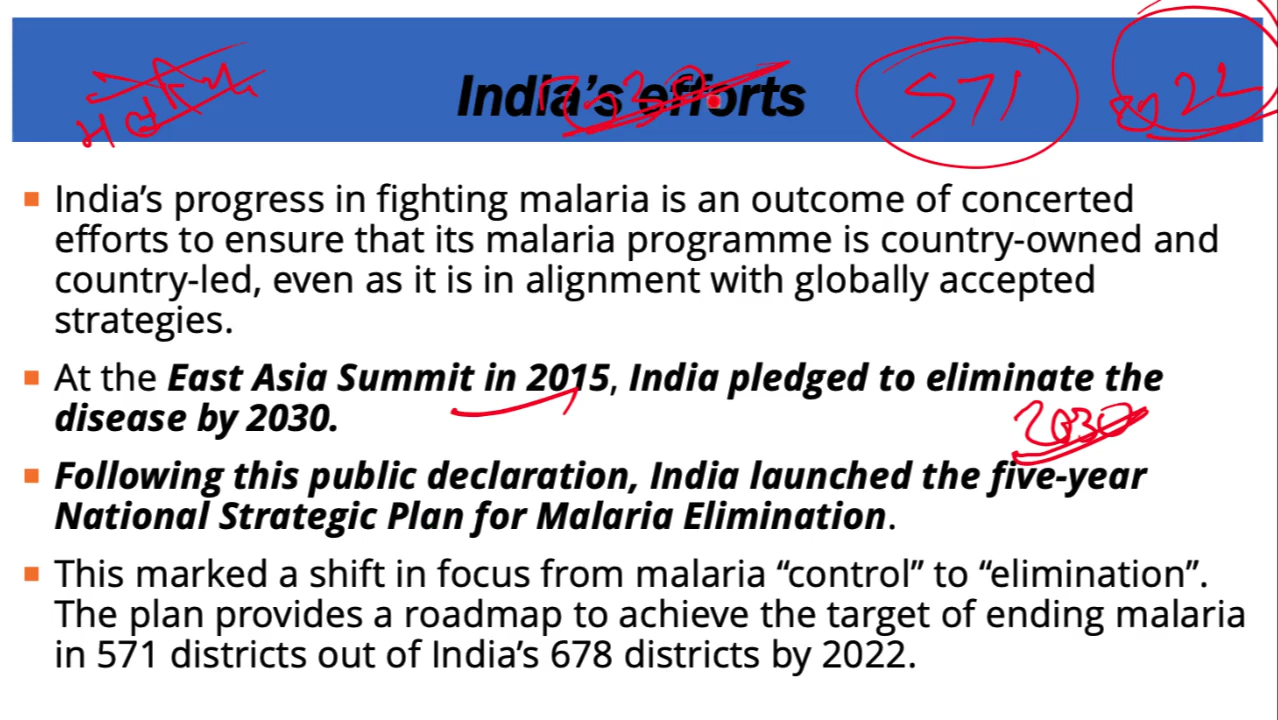 India's efforts
571
22
▪ India's progress in fighting malaria is an outcome of concerted
efforts to ensure that its malaria programme is country-owned and
country-led, even as it is in alignment with globally accepted
strategies.
▪ At the East Asia Summit in 2015, India pledged to eliminate the
disease by 2030.
2030
▪ Following this public declaration, India launched the five-year
National Strategic Plan for Malaria Elimination.
▪ This marked a shift in focus from malaria “control” to “elimination”.
The plan provides a roadmap to achieve the target of ending malaria
in 571 districts out of India's 678 districts by 2022.